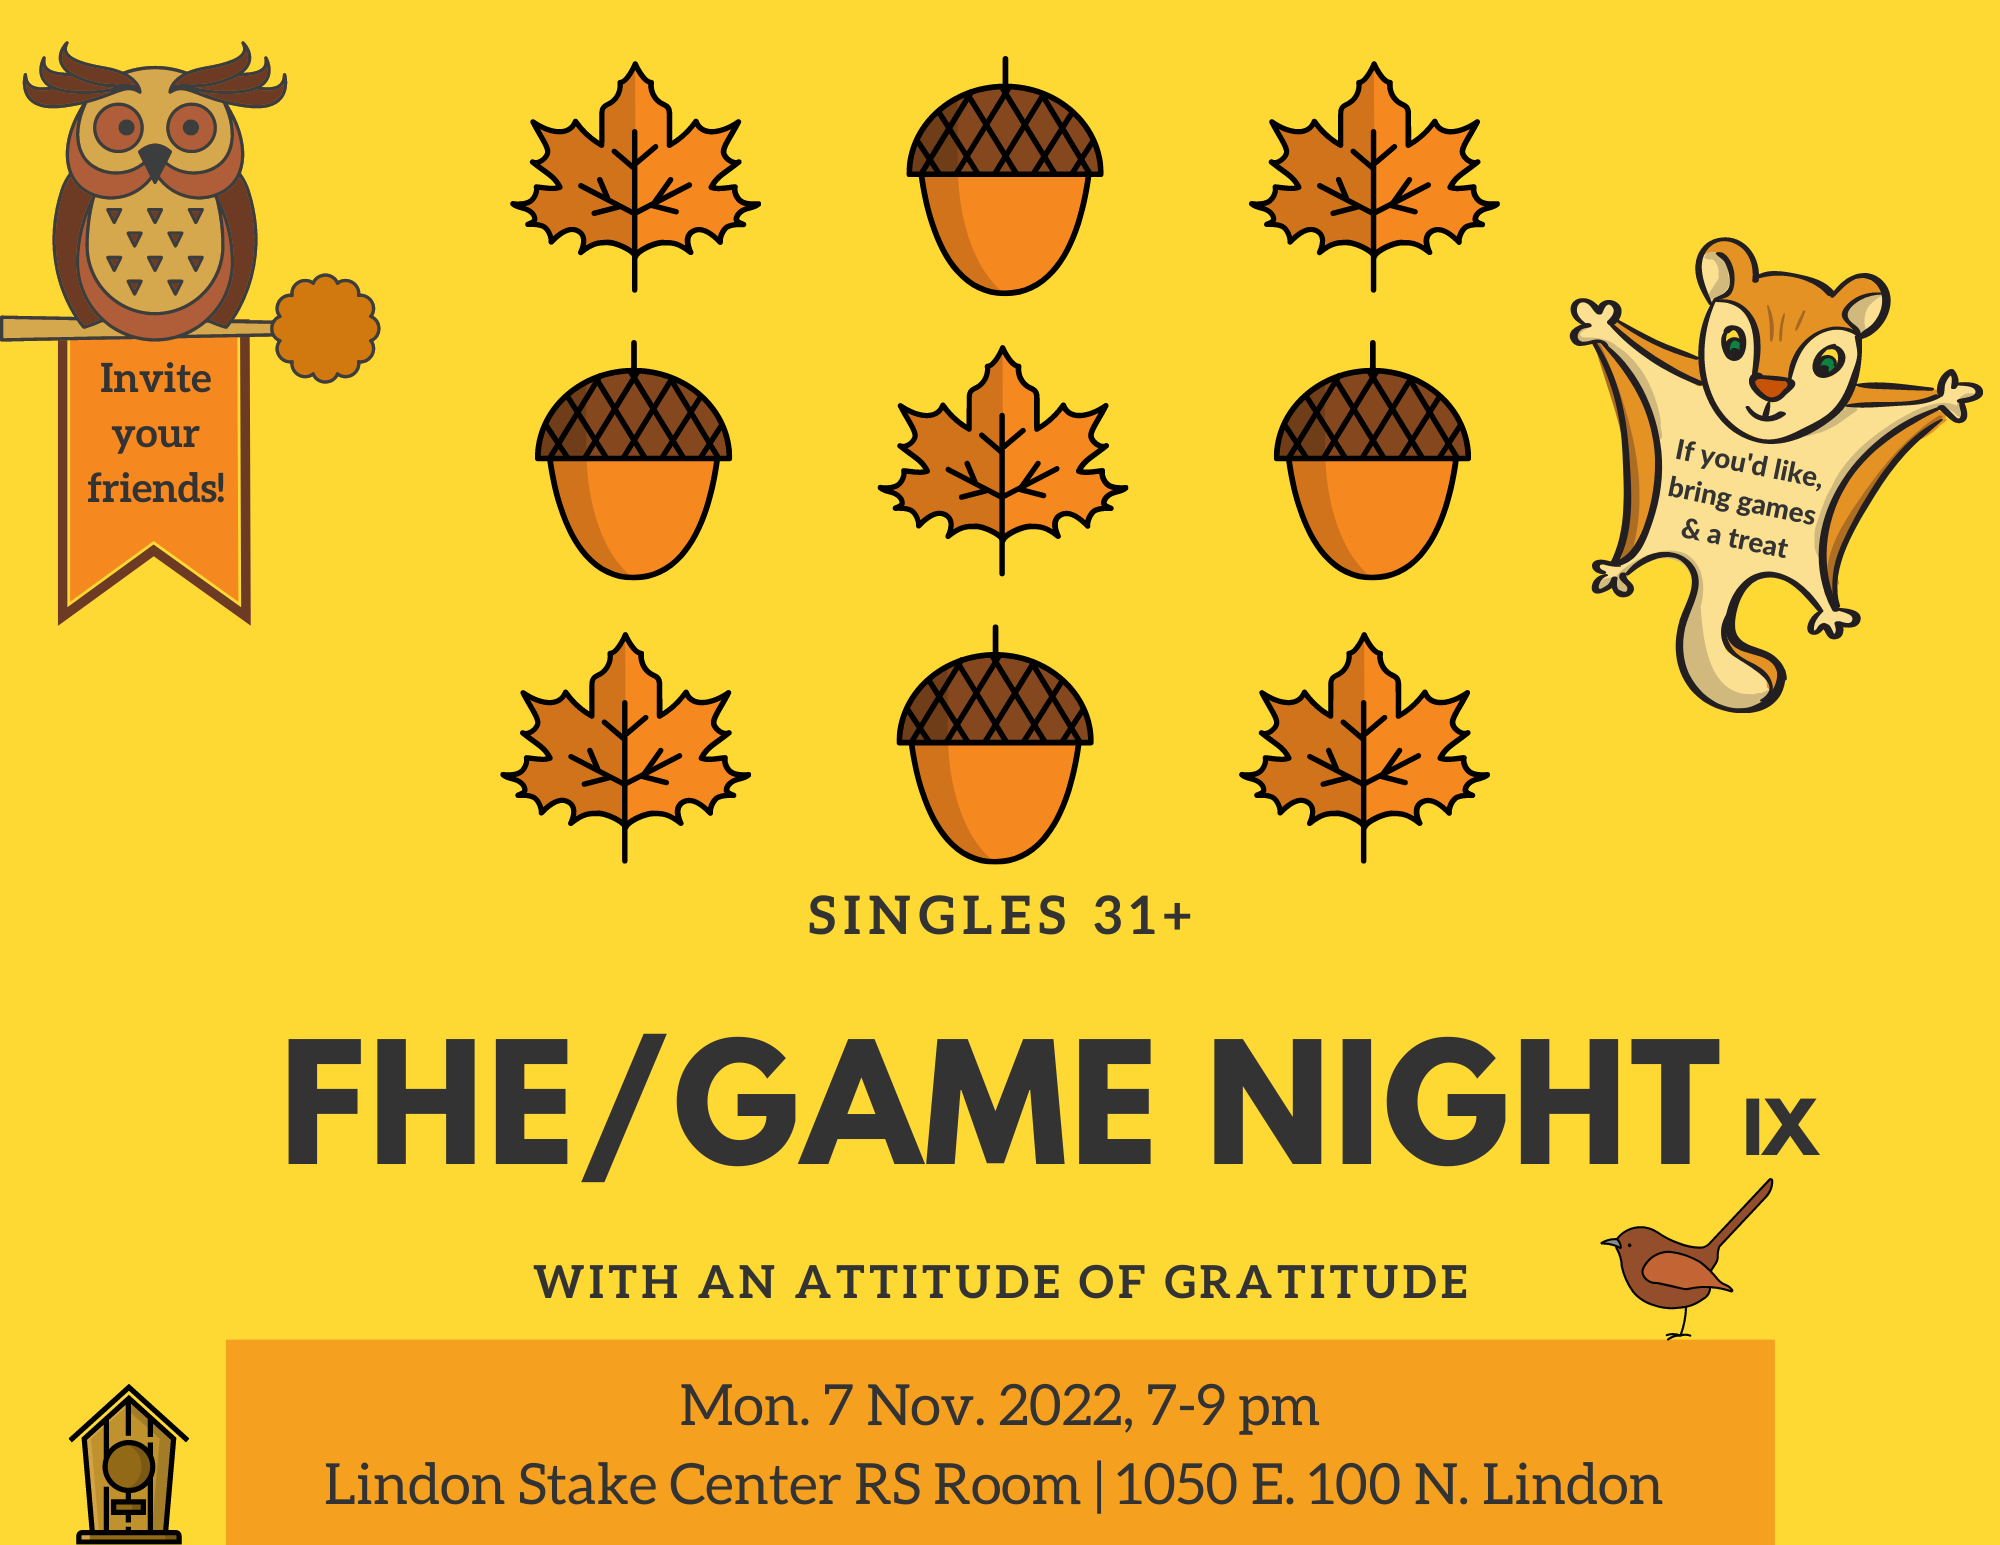 Invite
your
friends!
If you'd like,
bring games
& a treat
SINGLES 31+
FHE/GAME NIGHT IX
WITH AN ATTITUDE OF GRATITUDE
Mon. 7 Nov. 2022, 7-9 pm
Lindon Stake Center RS Room | 1050 E. 100 N. Lindon